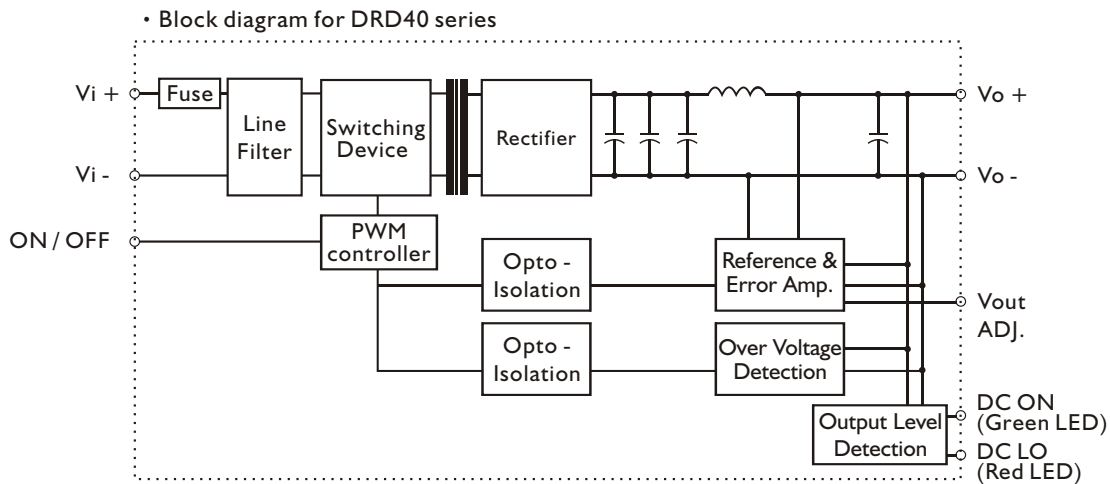 • Block diagram for DRD40 series
Vi +
Fuse
Line
Filter
Switching
Device
Rectifier
Vo +
Vi -
Vo -
ON / OFF
PWM
controller
Opto -
Isolation
Reference &
Error Amp.
Vout
ADJ.
Opto -
Isolation
Over Voltage
Detection
Output Level
Detection
DC ON
(Green LED)
DC LO
(Red LED)